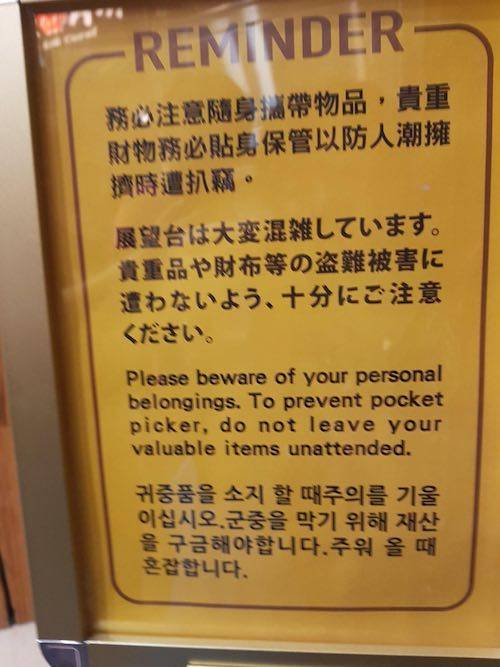 REMINDER
務必注意隨身攜帶物品，貴重
財物務必貼身保管以防人潮擁
擠時遭扒竊。
展望台は大変混雑しています。
貴重品や財布等の盗難被害に
遭わないよう、十分にご注意
ください。
Please beware of your personal
belongings. To prevent pocket
picker, do not leave your
valuable items unattended.
귀중품을 소지 할 때주의를 기울
이십시오.군중을 막기 위해 재산
을 구금해야합니다.주워 올 때
혼잡합니다.